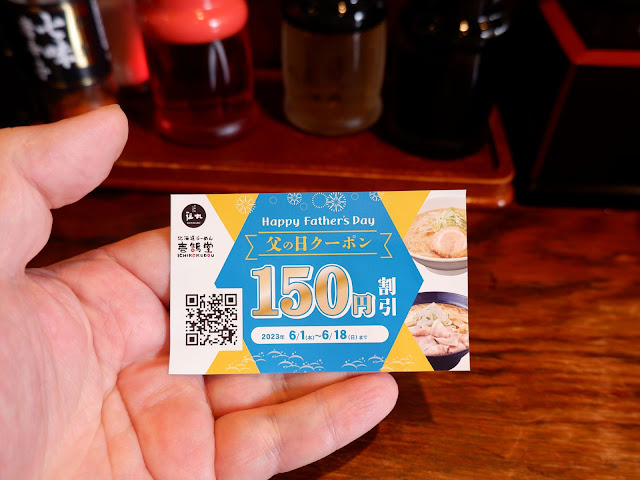 七味
Happy Father's Day
父の日クーポン
150円割引
2023年 6/1(木)~6/18(日)まで
北海道らーめん
壱鵠堂
ICHIKOKUDOU